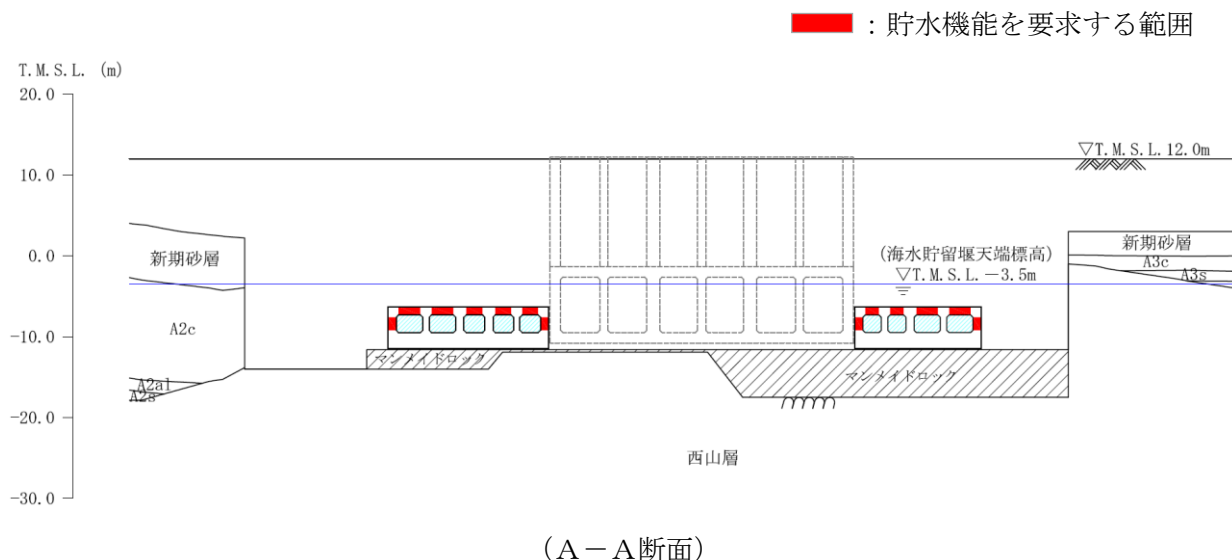 ：貯水機能を要求する範囲
T.M.S.L. (m)
20.0
▽T.M.S.L.12.0m
10.0
新期砂層
(海水貯留堰天端標高)
新期砂層
0.0
A3c
▽T.M.S.L.－3.5m
A3s
A2c
-10.0
マンメイドロック
マンメイドロック
A2al
A2s
-20.0
西山層
-30.0
（Ａ－Ａ断面）